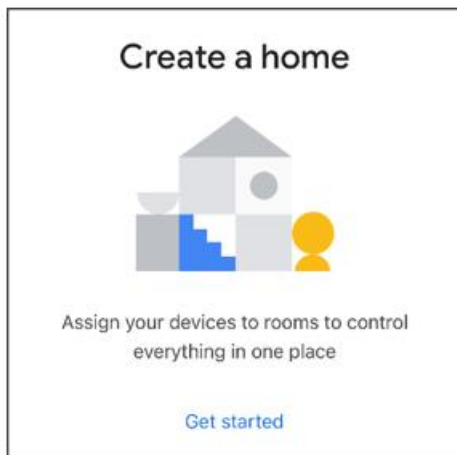 Create a home
Assign your devices to rooms to control
everything in one place
Get started